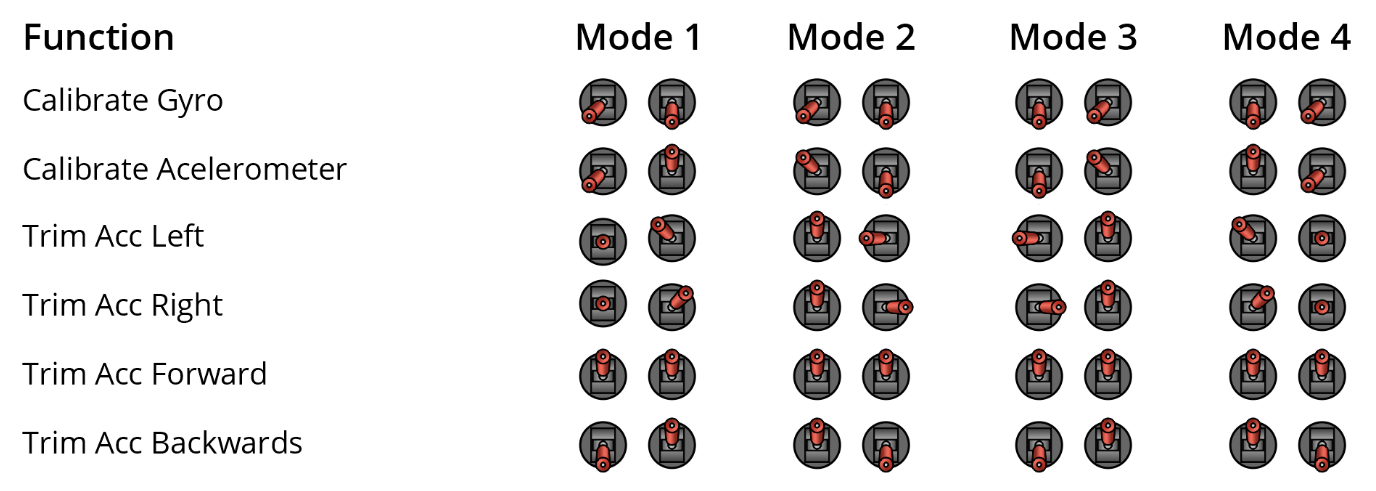 Function Mode 1 Mode 2 Mode 3 Mode 4
Calibrate Gyro
Calibrate Acelerometer
Trim Acc Left
Trim Acc Right
Trim Acc Forward
Trim Acc Backwards